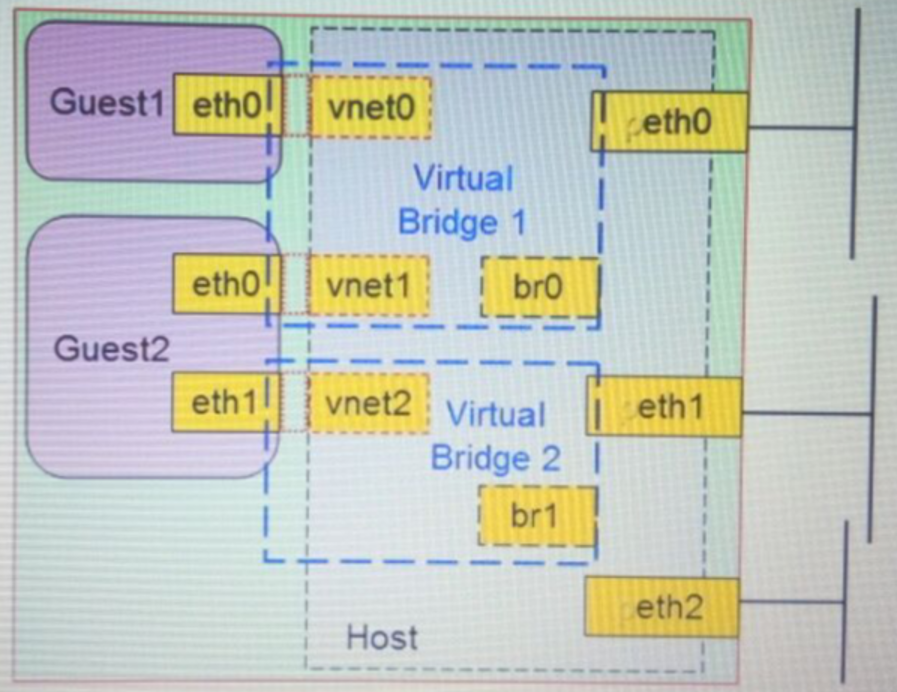 Guest1
eth0
vnet0
peth0
Virtual
Bridge 1
eth0
vnet1
br0
Guest2
eth1
vnet2
peth1
Virtual
Bridge 2
br1
peth2
Host